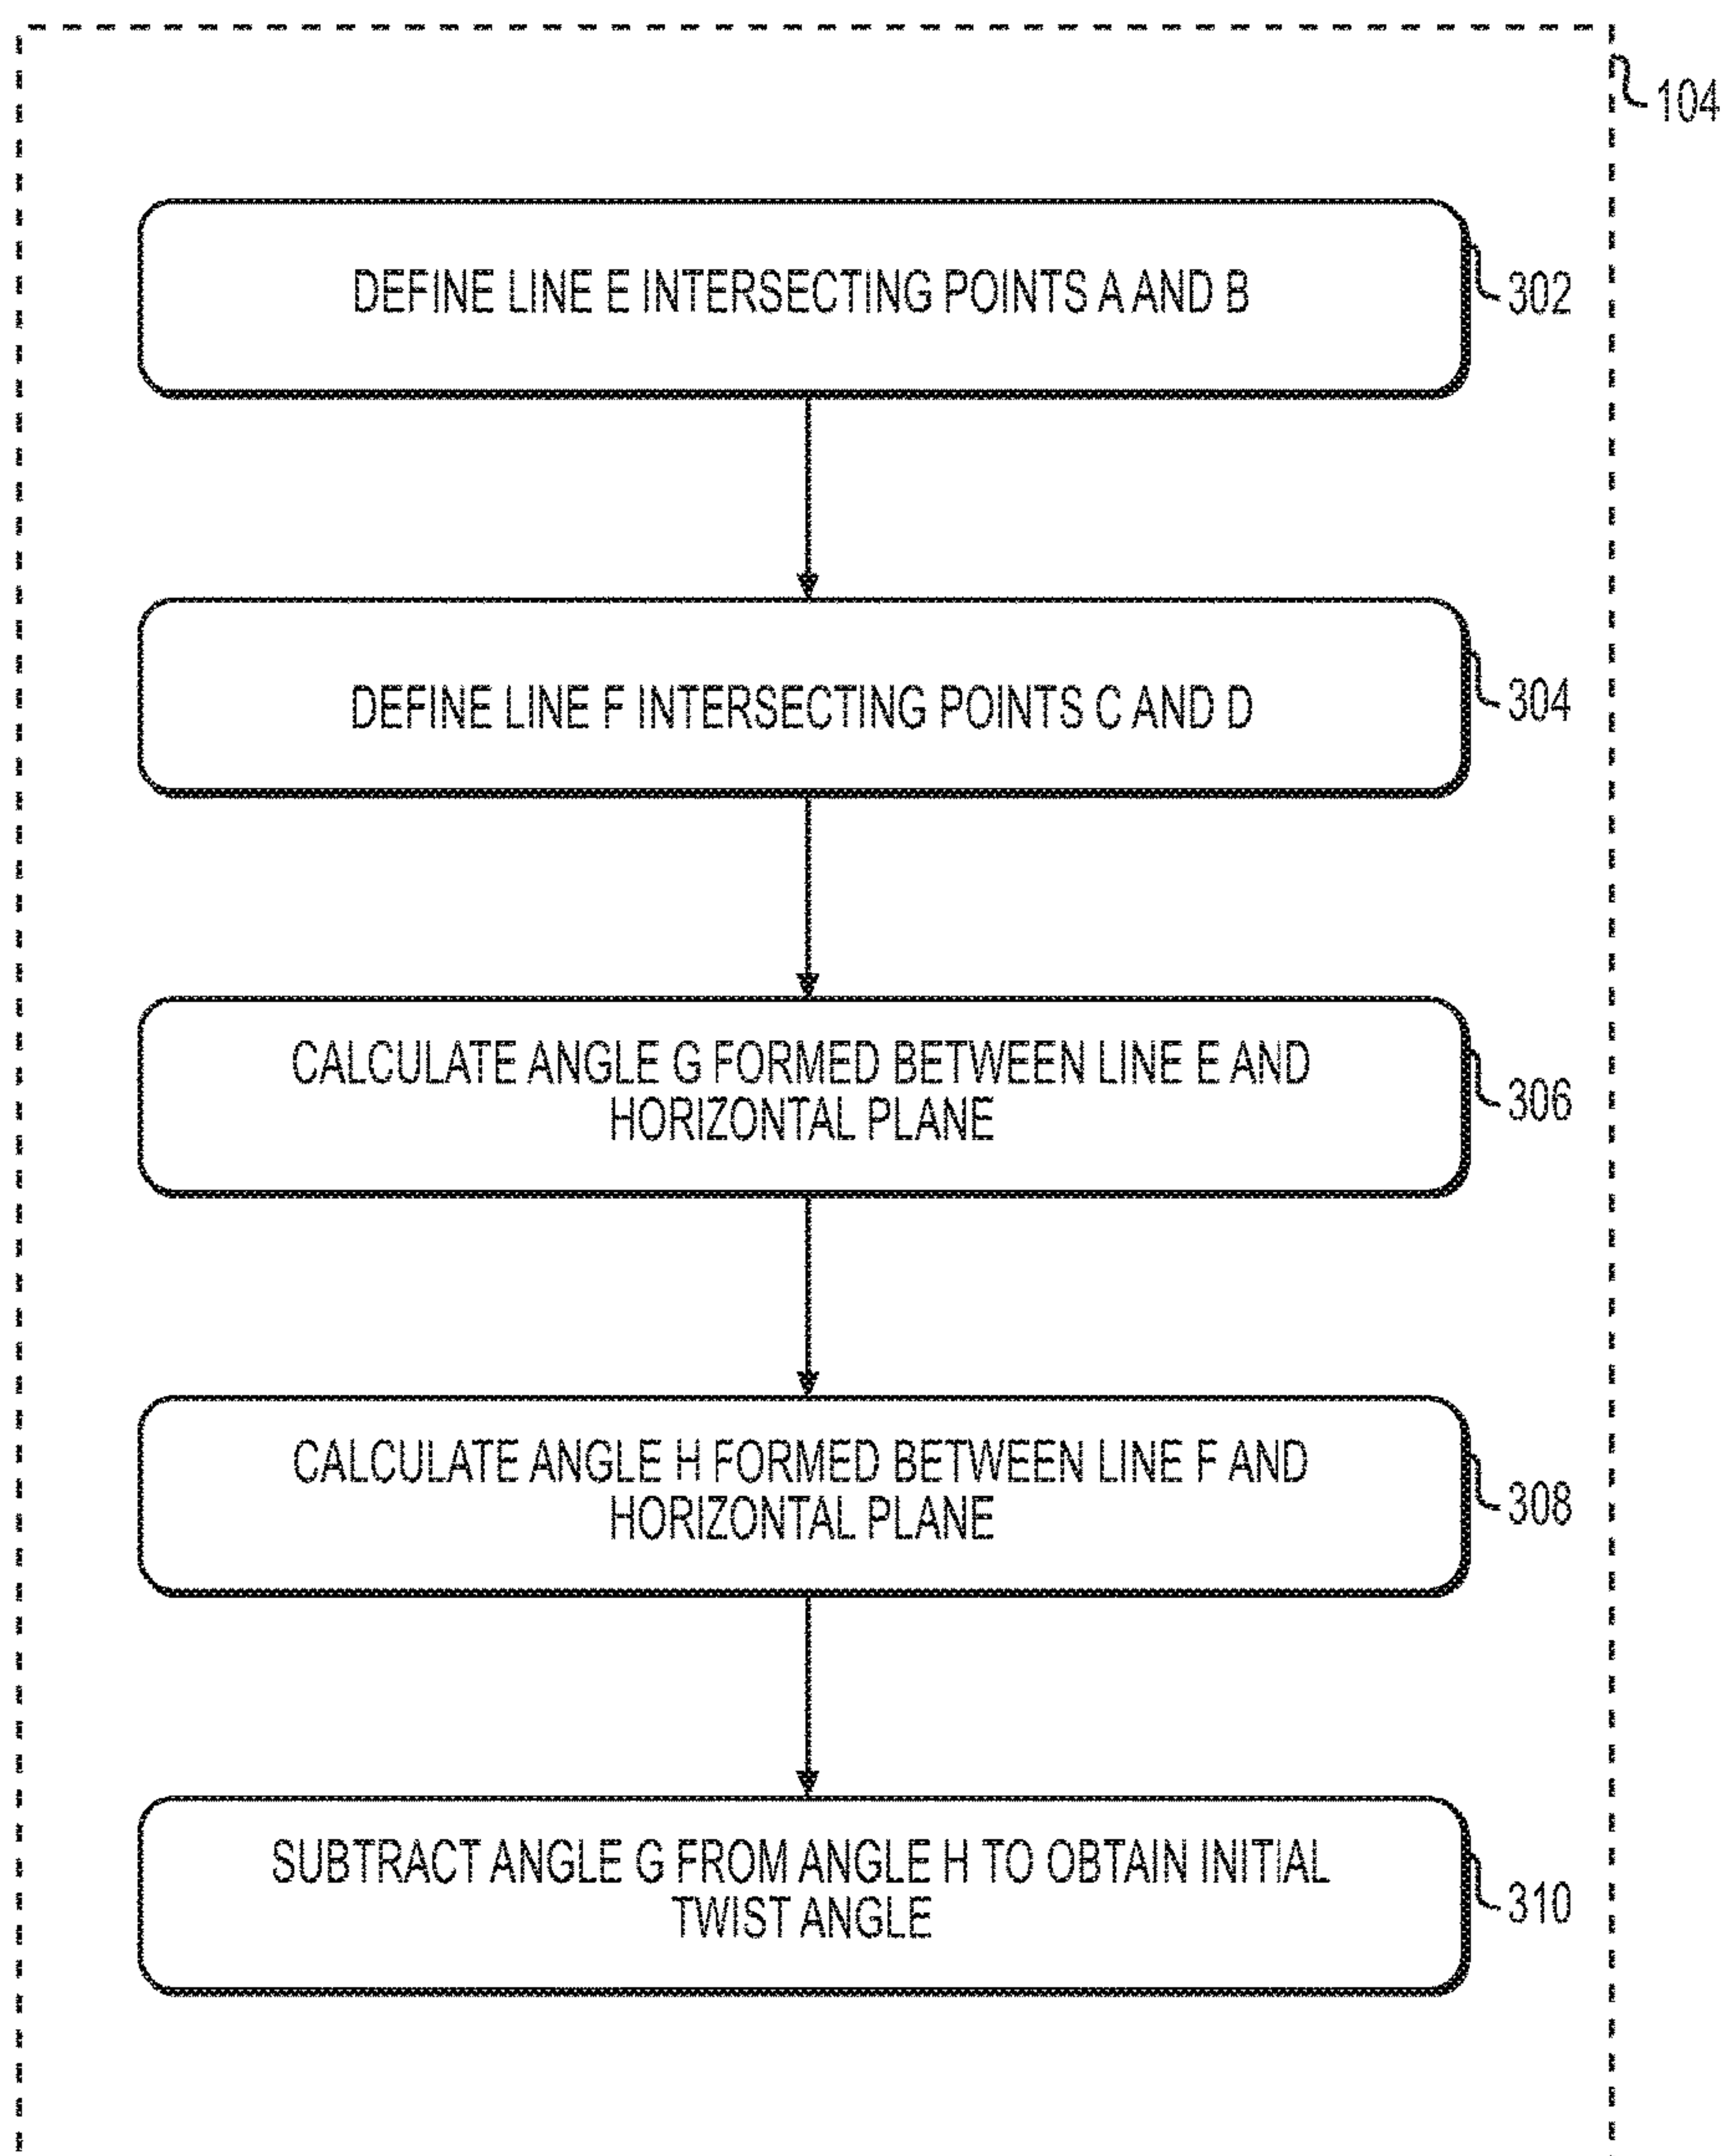 104
DEFINE LINE E INTERSECTING POINTS A AND B
302
DEFINE LINE F INTERSECTING POINTS C AND D
304
CALCULATE ANGLE G FORMED BETWEEN LINE E AND
HORIZONTAL PLANE
306
CALCULATE ANGLE H FORMED BETWEEN LINE F AND
HORIZONTAL PLANE
308
SUBTRACT ANGLE G FROM ANGLE H TO OBTAIN INITIAL
TWIST ANGLE
310